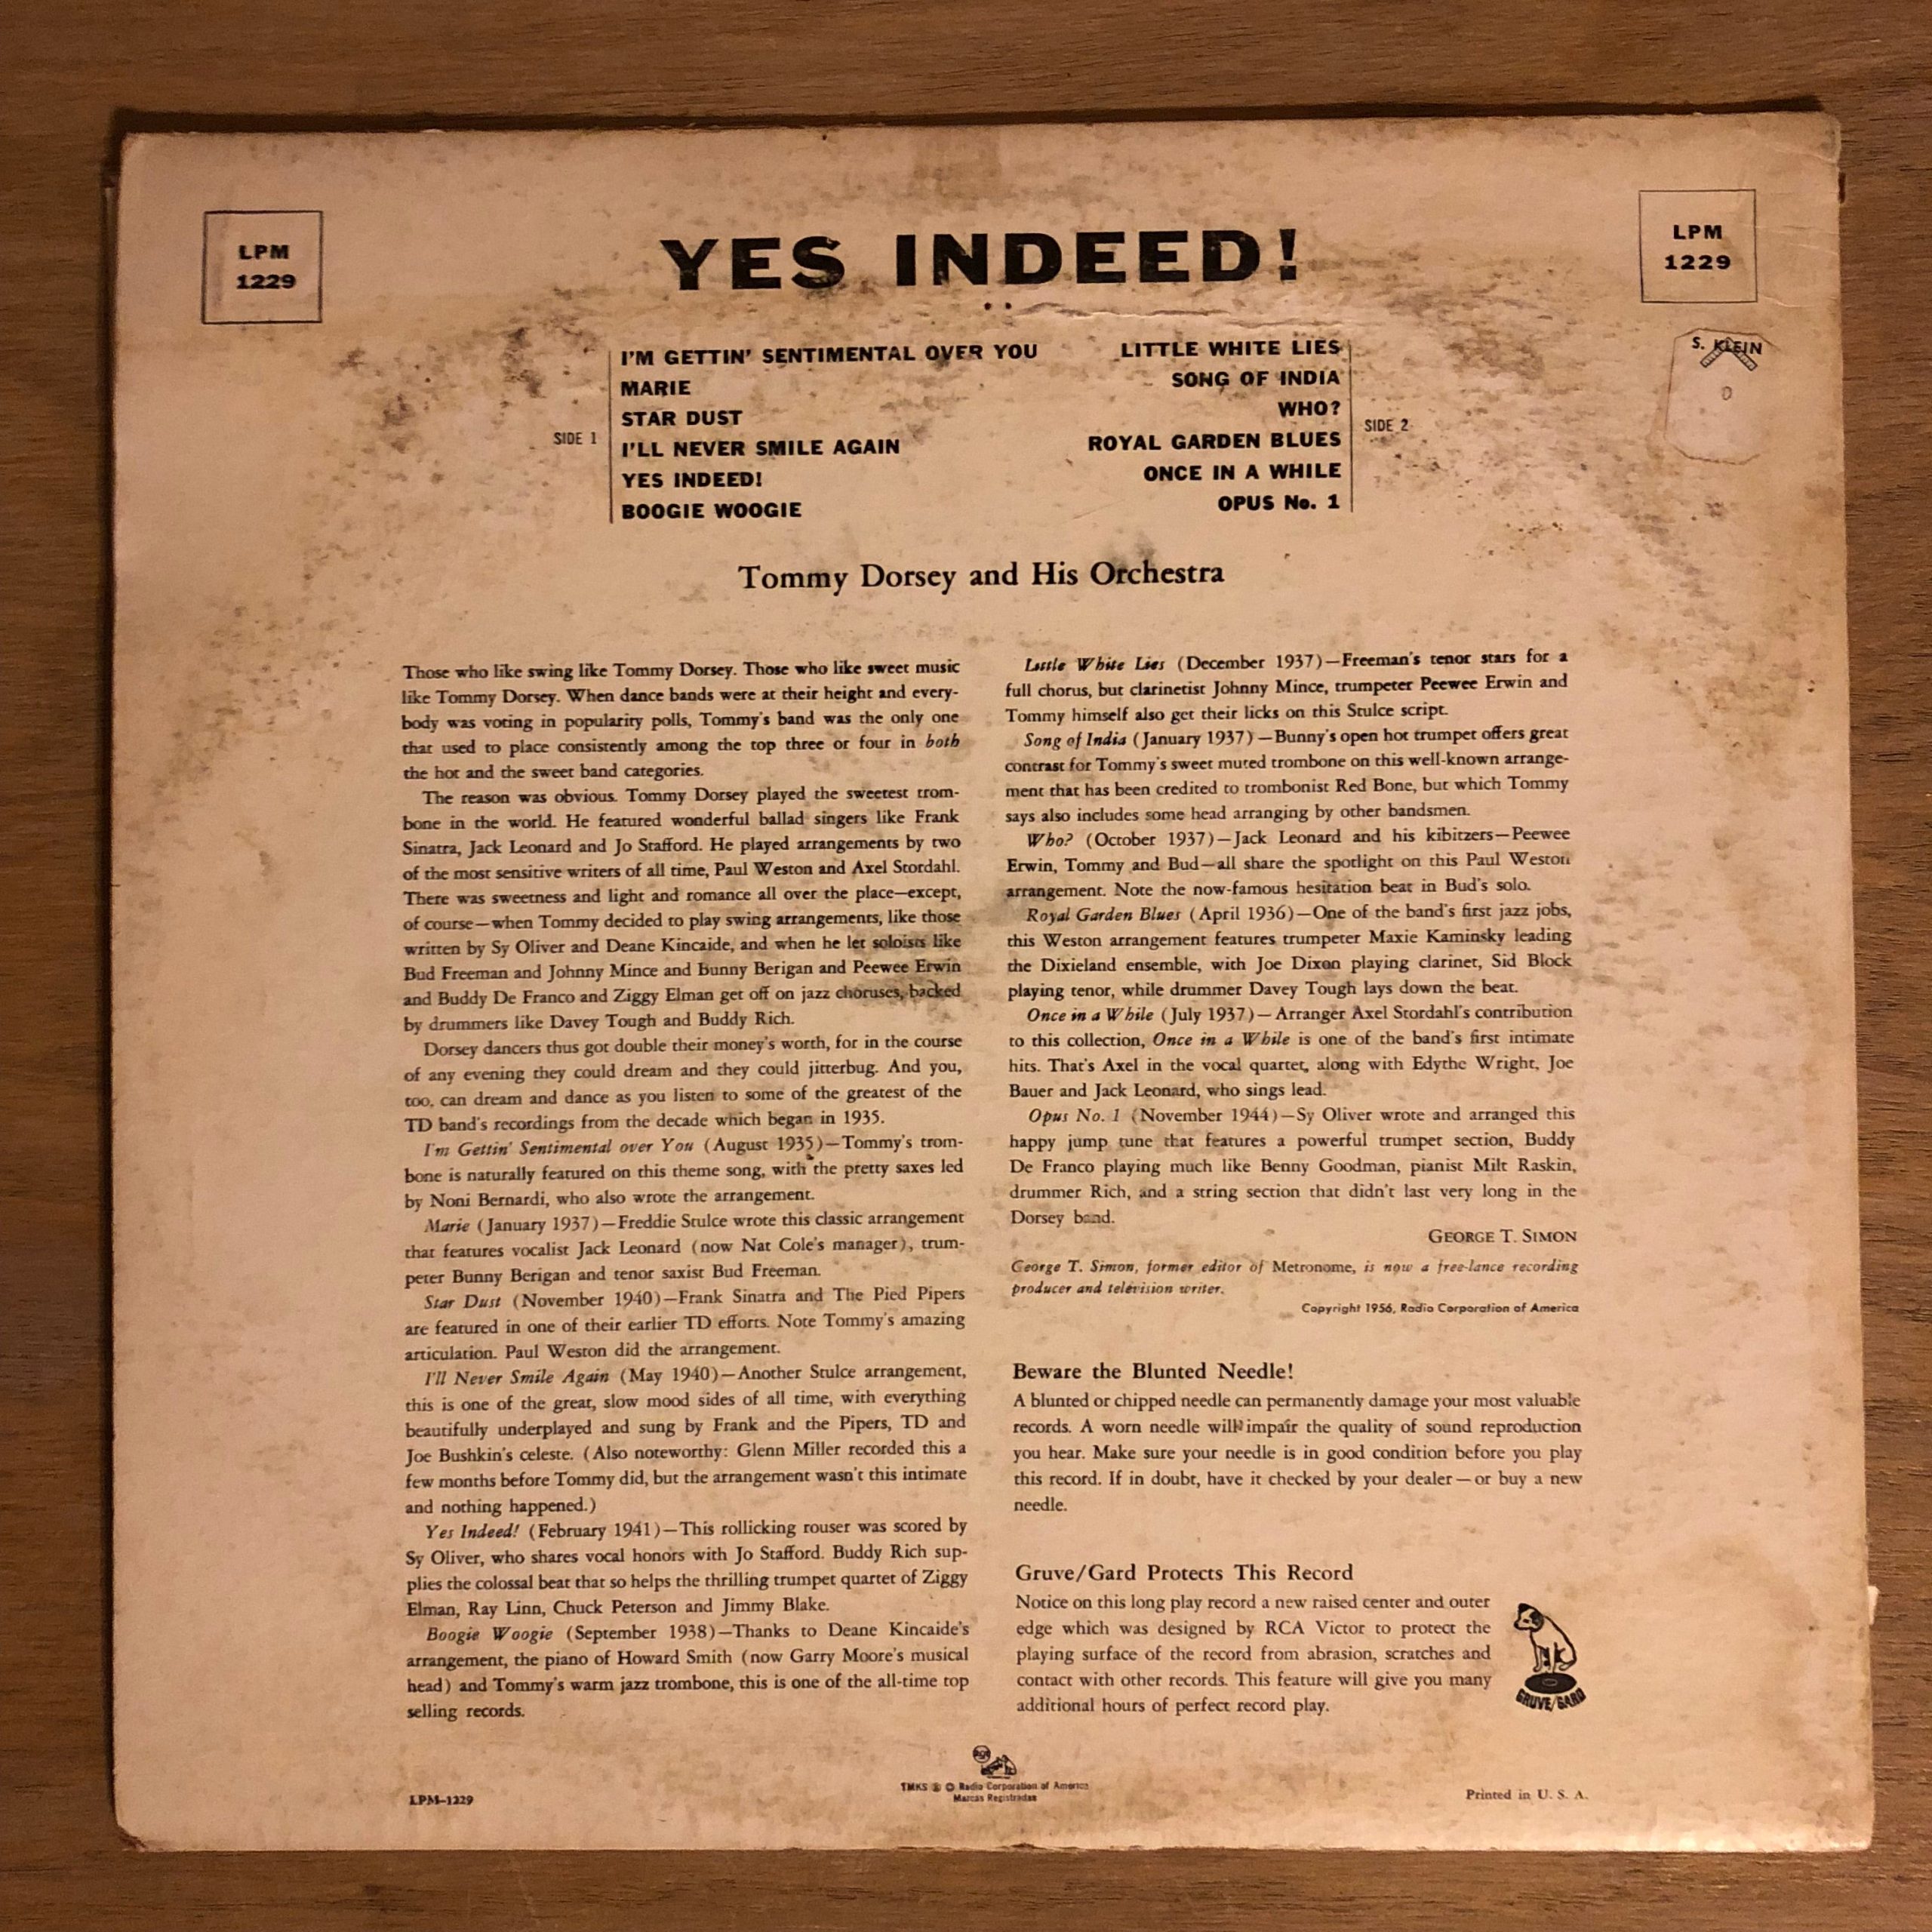 LPM
1229
YES INDEED!
LPM
1229
S. KLEIN
SIDE 1
I'M GETTIN' SENTIMENTAL OVER YOU
MARIE
STAR DUST
I'LL NEVER SMILE AGAIN
YES INDEED!
BOOGIE WOOGIE
LITTLE WHITE LIES
SONG OF INDIA
WHO?
ROYAL GARDEN BLUES
ONCE IN A WHILE
OPUS No. 1
SIDE 2
Tommy Dorsey and His Orchestra
Those who like swing like Tommy Dorsey. Those who like sweet music
like Tommy Dorsey. When dance bands were at their height and every-
body was voting in popularity polls, Tommy's band was the only one
that used to place consistently among the top three or four in both
the hot and the sweet band categories.
The reason was obvious. Tommy Dorsey played the sweetest trom-
bone in the world. He featured wonderful ballad singers like Frank
Sinatra, Jack Leonard and Jo Stafford. He played arrangements by two
of the most sensitive writers of all time, Paul Weston and Axel Stordahl.
There was sweetness and light and romance all over the place—except,
of course—when Tommy decided to play swing arrangements, like those
written by Sy Oliver and Deane Kincaide, and when he let soloists like
Bud Freeman and Johnny Mince and Bunny Berigan and Peewee Erwin
and Buddy De Franco and Ziggy Elman get off on jazz choruses, backed
by drummers like Davey Tough and Buddy Rich.
Dorsey dancers thus got double their money's worth, for in the course
of any evening they could dream and they could jitterbug. And you,
too, can dream and dance as you listen to some of the greatest of the
TD band's recordings from the decade which began in 1935.
I'm Gettin' Sentimental over You (August 1935)—Tommy's trom-
bone is naturally featured on this theme song, with the pretty saxes led
by Noni Bernardi, who also wrote the arrangement.
Marie (January 1937)—Freddie Stulce wrote this classic arrangement
that features vocalist Jack Leonard (now Nat Cole's manager), trum-
peter Bunny Berigan and tenor saxist Bud Freeman.
Star Dust (November 1940)—Frank Sinatra and The Pied Pipers
are featured in one of their earlier TD efforts. Note Tommy's amazing
articulation. Paul Weston did the arrangement.
I'll Never Smile Again (May 1940)—Another Stulce arrangement,
this is one of the great, slow mood sides of all time, with everything
beautifully underplayed and sung by Frank and the Pipers, TD and
Joe Bushkin's celeste. (Also noteworthy: Glenn Miller recorded this a
few months before Tommy did, but the arrangement wasn't this intimate
and nothing happened.)
Yes Indeed! (February 1941)—This rollicking rouser was scored by
Sy Oliver, who shares vocal honors with Jo Stafford. Buddy Rich sup-
plies the colossal beat that so helps the thrilling trumpet quartet of Ziggy
Elman, Ray Linn, Chuck Peterson and Jimmy Blake.
Boogie Woogie (September 1938)—Thanks to Deane Kincaide's
arrangement, the piano of Howard Smith (now Garry Moore's musical
head) and Tommy's warm jazz trombone, this is one of the all-time top
selling records.
Little White Lies (December 1937)—Freeman's tenor stars for a
full chorus, but clarinetist Johnny Mince, trumpeter Peewee Erwin and
Tommy himself also get their licks on this Stulce script.
Song of India (January 1937)—Bunny's open hot trumpet offers great
contrast for Tommy's sweet muted trombone on this well-known arrange-
ment that has been credited to trombonist Red Bone, but which Tommy
says also includes some head arranging by other bandsmen.
Who? (October 1937)—Jack Leonard and his kibitzers—Peewee
Erwin, Tommy and Bud—all share the spotlight on this Paul Weston
arrangement. Note the now-famous hesitation beat in Bud's solo.
Royal Garden Blues (April 1936)—One of the band's first jazz jobs,
this Weston arrangement features trumpeter Maxie Kaminsky leading
the Dixieland ensemble, with Joe Dixon playing clarinet, Sid Block
playing tenor, while drummer Davey Tough lays down the beat.
Once in a While (July 1937)—Arranger Axel Stordahl's contribution
to this collection, Once in a While is one of the band's first intimate
hits. That's Axel in the vocal quartet, along with Edythe Wright, Joe
Bauer and Jack Leonard, who sings lead.
Opus No. 1 (November 1944)—Sy Oliver wrote and arranged this
happy jump tune that features a powerful trumpet section, Buddy
De Franco playing much like Benny Goodman, pianist Milt Raskin,
drummer Rich, and a string section that didn't last very long in the
Dorsey band.
GEORGE T. SIMON
George T. Simon, former editor of Metronome, is now a free-lance recording
producer and television writer.
Copyright 1956, Radio Corporation of America
Beware the Blunted Needle!
A blunted or chipped needle can permanently damage your most valuable
records. A worn needle will impair the quality of sound reproduction
you hear. Make sure your needle is in good condition before you play
this record. If in doubt, have it checked by your dealer—or buy a new
needle.
Gruve/Gard Protects This Record
Notice on this long play record a new raised center and outer
edge which was designed by RCA Victor to protect the
playing surface of the record from abrasion, scratches and
contact with other records. This feature will give you many
additional hours of perfect record play.
GRUVE/GARD
LPM-1229
RCA
TMKS ® © Radio Corporation of America
Marcas Registradas
Printed in U. S. A.